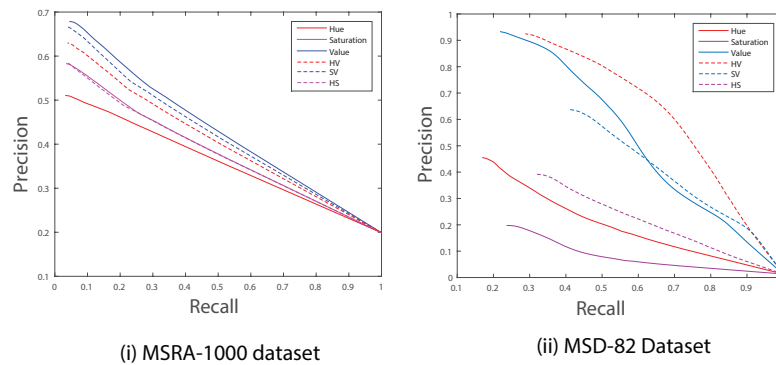 0.7
0.6
0.5
0.4
0.3
0.2
0.1
Precision
0 0.1 0.2 0.3 0.4 0.5 0.6 0.7 0.8 0.9 1
Recall
Hue
Saturation
Value
HV
SV
HS
(i) MSRA-1000 dataset
1
0.9
0.8
0.7
0.6
0.5
0.4
0.3
0.2
0.1
0
Precision
0.1 0.2 0.3 0.4 0.5 0.6 0.7 0.8 0.9
Recall
Hue
Saturation
Value
HV
SV
HS
(ii) MSD-82 Dataset